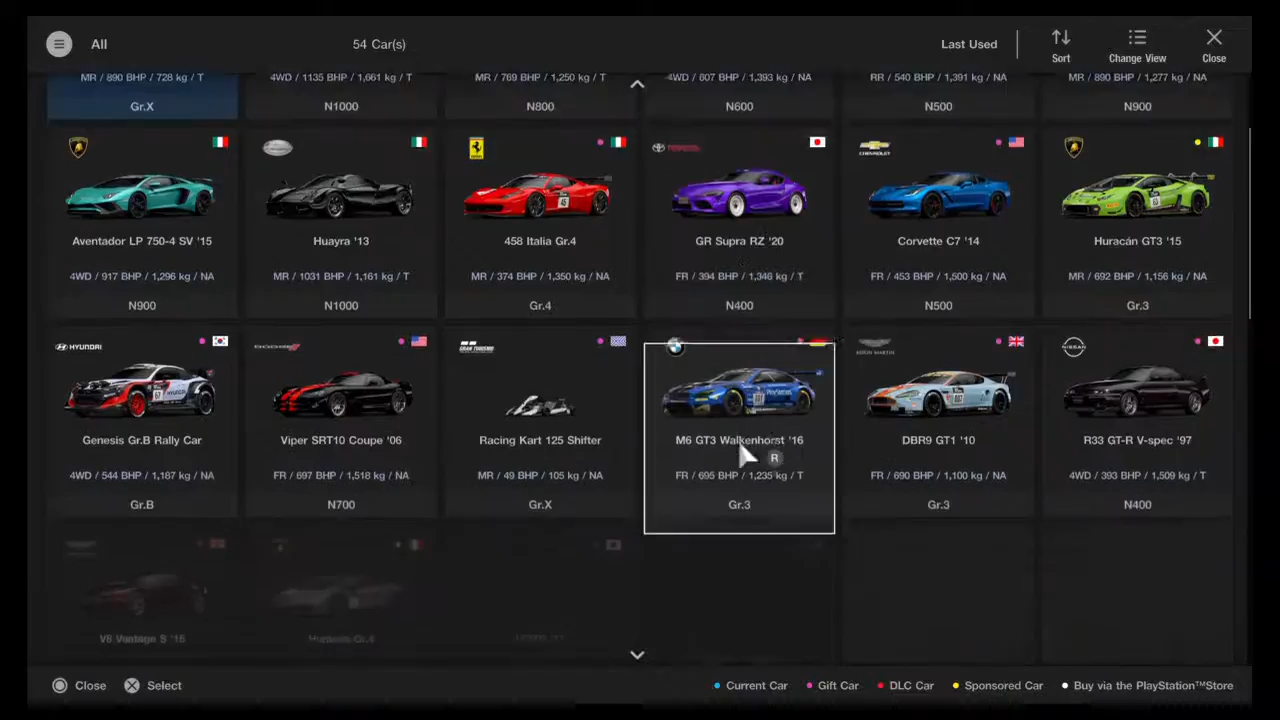 All
54 Car(s)
Last Used
Sort
Change View
Close
MR / 890 BHP / 728 kg / T
4WD / 1135 BHP / 1,661 kg / T
MR / 769 BHP / 1,250 kg / T
4WD / 607 BHP / 1,393 kg / NA
RR / 540 BHP / 1,391 kg / NA
MR / 890 BHP / 1,277 kg / NA
Gr.X
N1000
N800
N600
N500
N900
TOYOTA
CHEVROLET
Aventador LP 750-4 SV '15
Huayra '13
458 Italia Gr.4
GR Supra RZ '20
Corvette C7 '14
Huracán GT3 '15
4WD / 917 BHP / 1,296 kg / NA
MR / 1031 BHP / 1,161 kg / T
MR / 374 BHP / 1,350 kg / NA
FR / 394 BHP / 1,346 kg / T
FR / 453 BHP / 1,500 kg / NA
MR / 692 BHP / 1,156 kg / NA
N900
N1000
Gr.4
N400
N500
Gr.3
HYUNDAI
DODGE
GRAN TURISMO
ASTON MARTIN
NISSAN
Genesis Gr.B Rally Car
Viper SRT10 Coupe '06
Racing Kart 125 Shifter
M6 GT3 Walkenhorst '16
DBR9 GT1 '10
R33 GT-R V-spec '97
R
4WD / 544 BHP / 1,187 kg / NA
FR / 697 BHP / 1,518 kg / NA
MR / 49 BHP / 105 kg / NA
FR / 695 BHP / 1,235 kg / T
FR / 690 BHP / 1,100 kg / NA
4WD / 393 BHP / 1,509 kg / T
Gr.B
N700
Gr.X
Gr.3
Gr.3
N400
V8 Vantage S '15
Close
Select
Current Car
Gift Car
DLC Car
Sponsored Car
Buy via the PlayStation™Store